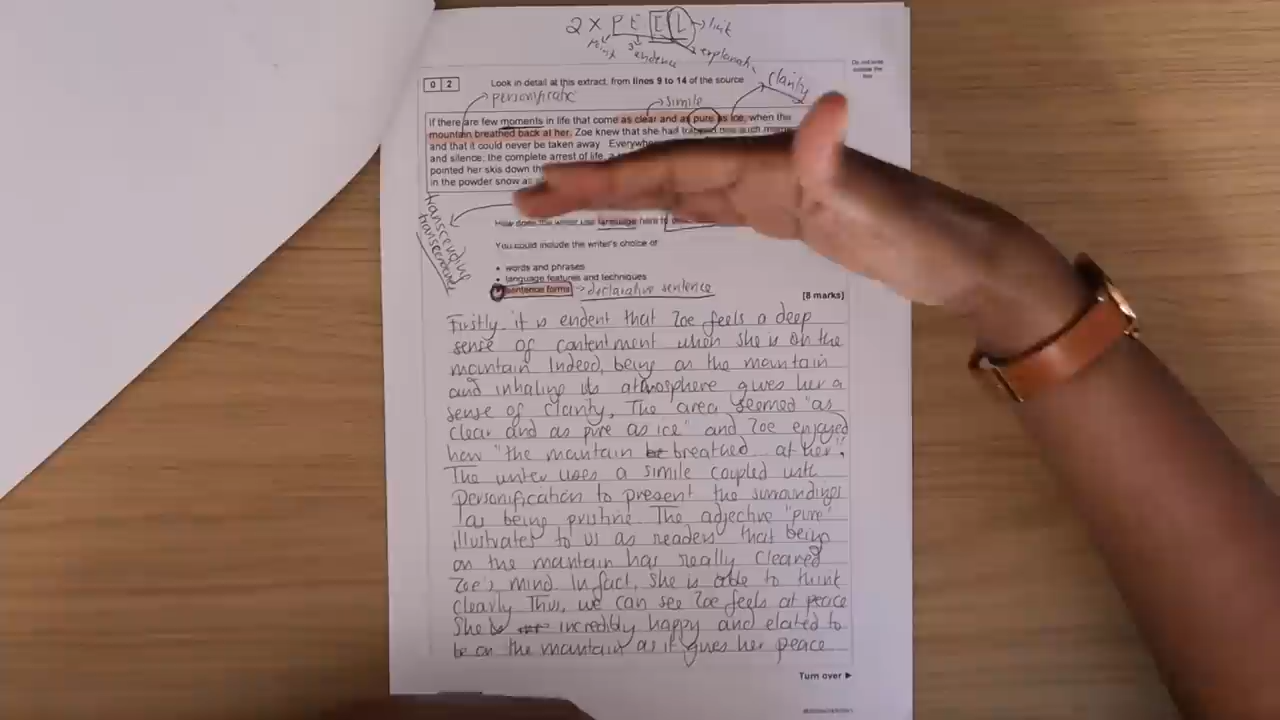 2 X P E E L → link
point
evidence
explanat
Do not write
outside the
box
0 2
Look in detail at this extract, from lines 9 to 14 of the source
clarity
simile
If there are few moments in life that come as clear and as pure as ice, when the
mountain breathed back at her. Zoe knew that she had
and that it could never be taken away
and silence; the complete arrest of life,
pointed her skis down
in the powder snow as
transcending
How does the writer use language here to
You could include the writer's choice of
• words and phrases
• language features and techniques
• sentence forms → declarative sentence
[8 marks]
Firstly, it is evident that Zoe feels a deep
sense of contentment when she is on the
mountain Indeed, being on the mountain
and inhaling its atmosphere gives her a
sense of clarity. The area seemed "as
clear and as pure as ice" and Zoe enjoyed
how "the mountain breathed at her".
The writer uses a simile coupled with
personification to present the surroundings
as being pristine. The adjective "pure"
illustrates to us as readers that being
on the mountain has really cleared
Zoe's mind. In fact, she is able to think
clearly Thus, we can see Zoe feels at peace
She is incredibly happy and elated to
be on the mountain as it gives her peace
Turn over ►